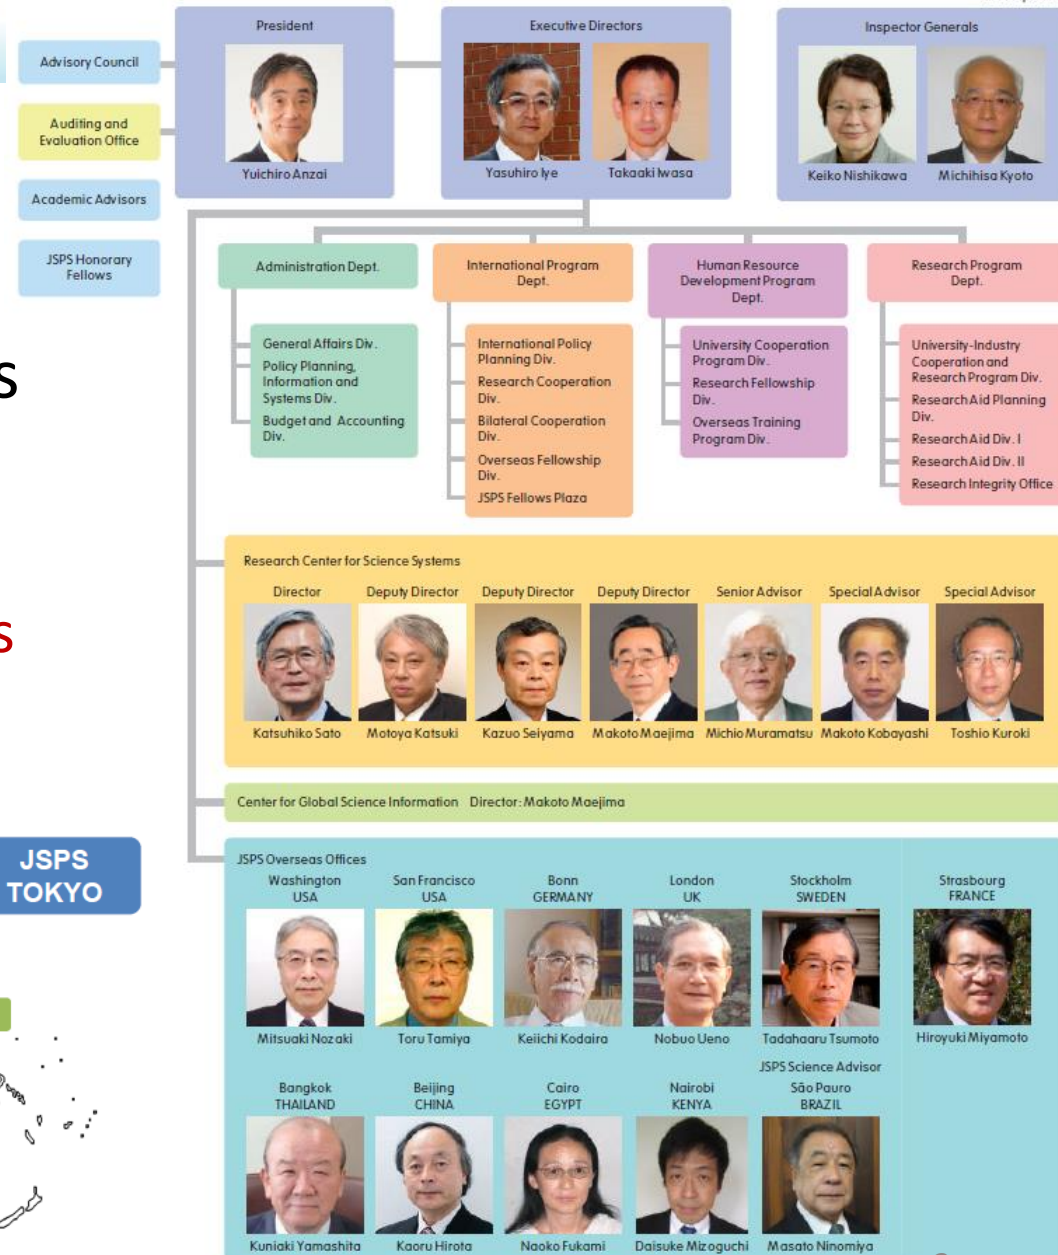 President
Executive Directors
Inspector Generals
Advisory Council
Auditing and
Evaluation Office
Academic Advisors
JSPS Honorary
Fellows
Yuichiro Anzai
Yasuhiro Iye
Takaaki Iwasa
Keiko Nishikawa
Michihisa Kyoto
Administration Dept.
General Affairs Div.
Policy Planning,
Information and
Systems Div.
Budget and Accounting
Div.
International Program
Dept.
International Policy
Planning Div.
Research Cooperation
Div.
Bilateral Cooperation
Div.
Overseas Fellowship
Div.
JSPS Fellows Plaza
Human Resource
Development Program
Dept.
University Cooperation
Program Div.
Research Fellowship
Div.
Overseas Training
Program Div.
Research Program
Dept.
University-Industry
Cooperation and
Research Program Div.
Research Aid Planning
Div.
Research Aid Div. I
Research Aid Div. II
Research Integrity Office
s
s
Research Center for Science Systems
Director
Deputy Director
Deputy Director
Deputy Director
Senior Advisor
Special Advisor
Special Advisor
Katsuhiko Sato
Motoya Katsuki
Kazuo Seiyama
Makoto Maejima
Michio Muramatsu
Makoto Kobayashi
Toshio Kuroki
Center for Global Science Information Director: Makoto Maejima
JSPS
TOKYO
JSPS Overseas Offices
Washington
USA
San Francisco
USA
Bonn
GERMANY
London
UK
Stockholm
SWEDEN
Strasbourg
FRANCE
Mitsuaki Nozaki
Toru Tamiya
Keiichi Kodaira
Nobuo Ueno
Tadahaaru Tsumoto
Hiroyuki Miyamoto
Bangkok
THAILAND
Beijing
CHINA
Cairo
EGYPT
Nairobi
KENYA
JSPS Science Advisor
São Pauro
BRAZIL
Kuniaki Yamashita
Kaoru Hirota
Naoko Fukami
Daisuke Mizoguchi
Masato Ninomiya